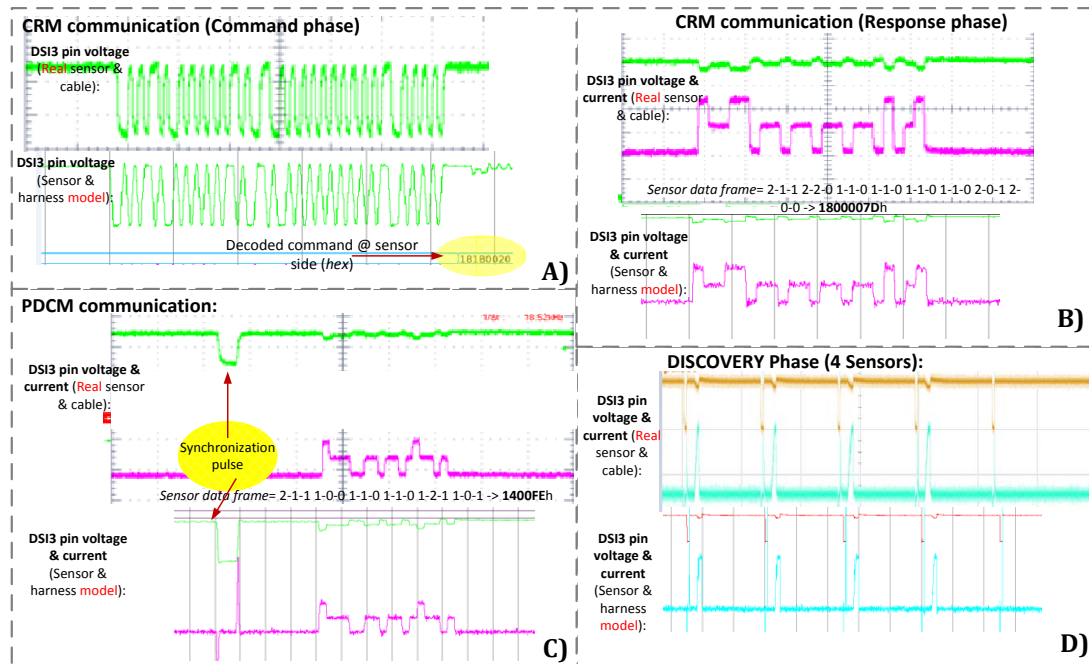 CRM communication (Command phase)
DSI3 pin voltage
(Real sensor &
cable):
DSI3 pin voltage
(Sensor &
harness model):
Decoded command @ sensor
side (hex)
18180020
A)
CRM communication (Response phase)
DSI3 pin voltage &
current (Real sensor
& cable):
Sensor data frame= 2-1-1 2-2-0 1-1-0 1-1-0 1-1-0 1-1-0 2-0-1 2-
0-0 -> 1800007Dh
DSI3 pin voltage
& current
(Sensor &
harness model):
B)
PDCM communication:
DSI3 pin voltage &
current (Real sensor
& cable):
Synchronization
pulse
Sensor data frame= 2-1-1 1-0-0 1-1-0 1-1-0 1-2-1 1-0-1 -> 1400FEh
DSI3 pin voltage
& current
(Sensor &
harness model):
C)
DISCOVERY Phase (4 Sensors):
DSI3 pin
voltage &
current (Real
sensor &
cable):
DSI3 pin
voltage &
current
(Sensor &
harness
model):
D)